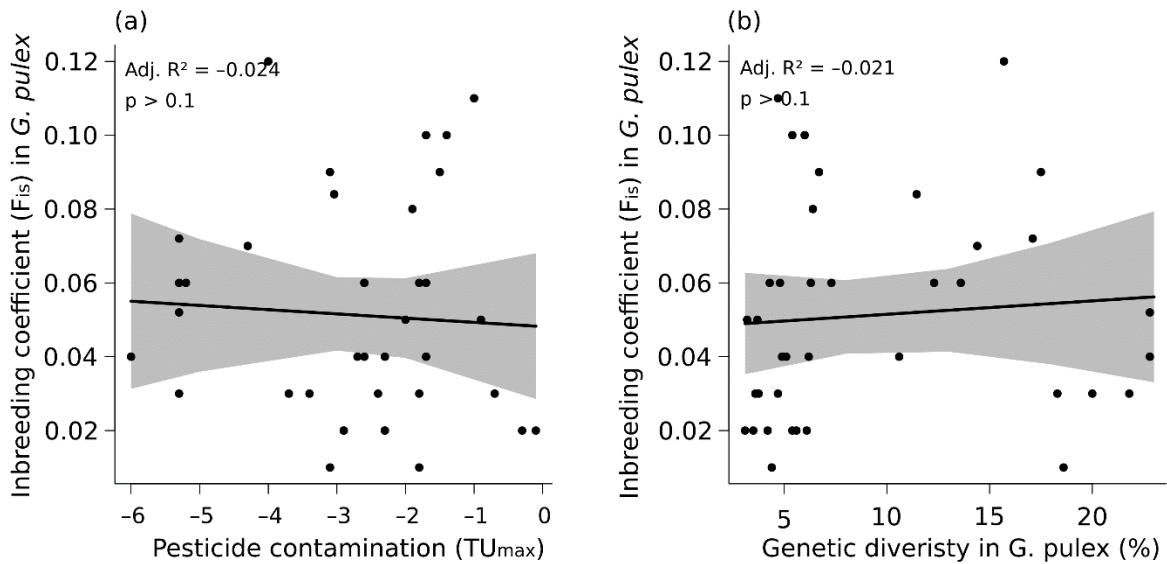 (a)
Inbreeding coefficient (Fis) in G. pulex
0.12
0.10
0.08
0.06
0.04
0.02
Adj. R² = –0.024
p > 0.1
–6
–5
–4
–3
–2
–1
0
Pesticide contamination (TUmax)
(b)
Inbreeding coefficient (Fis) in G. pulex
0.12
0.10
0.08
0.06
0.04
0.02
Adj. R² = –0.021
p > 0.1
5
10
15
20
Genetic diveristy in G. pulex (%)